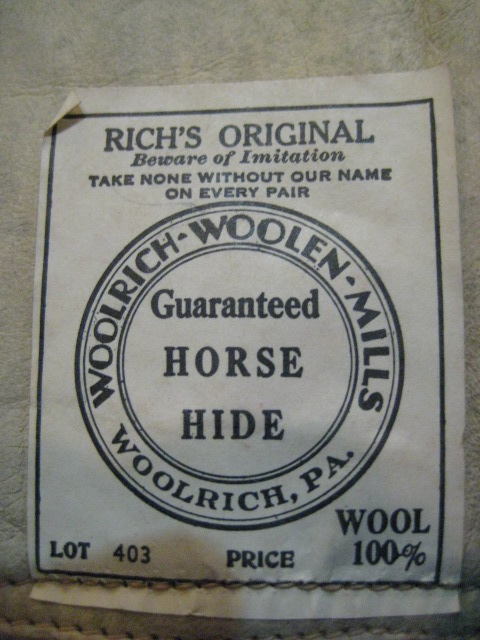 RICH'S ORIGINAL
Beware of Imitation
TAKE NONE WITHOUT OUR NAME
ON EVERY PAIR
WOOLRICH-WOOLEN-MILLS
Guaranteed
HORSE
HIDE
WOOLRICH, PA.
WOOL
LOT 403 PRICE 100%